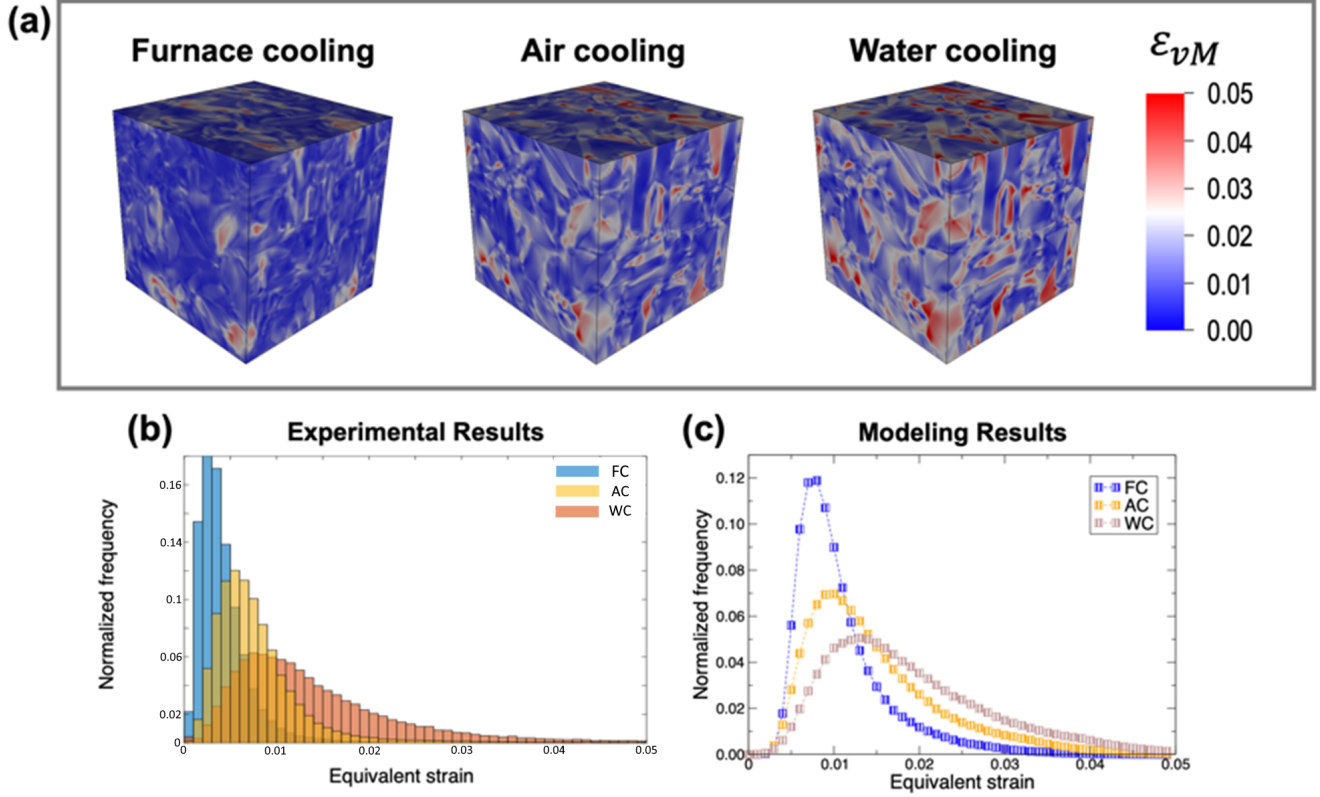 (a)
Furnace cooling
Air cooling
Water cooling
εvM
0.05
0.04
0.03
0.02
0.01
0.00
(b)
Experimental Results
Normalized frequency
0.16
0.14
0.1
0.06
0.02
0
FC
AC
WC
0
0.01
0.02
0.03
0.04
0.05
Equivalent strain
(c)
Modeling Results
Normalized frequency
0.12
0.10
0.08
0.06
0.04
0.02
0.00
FC
AC
WC
0
0.01
0.02
0.03
0.04
0.05
Equivalent strain